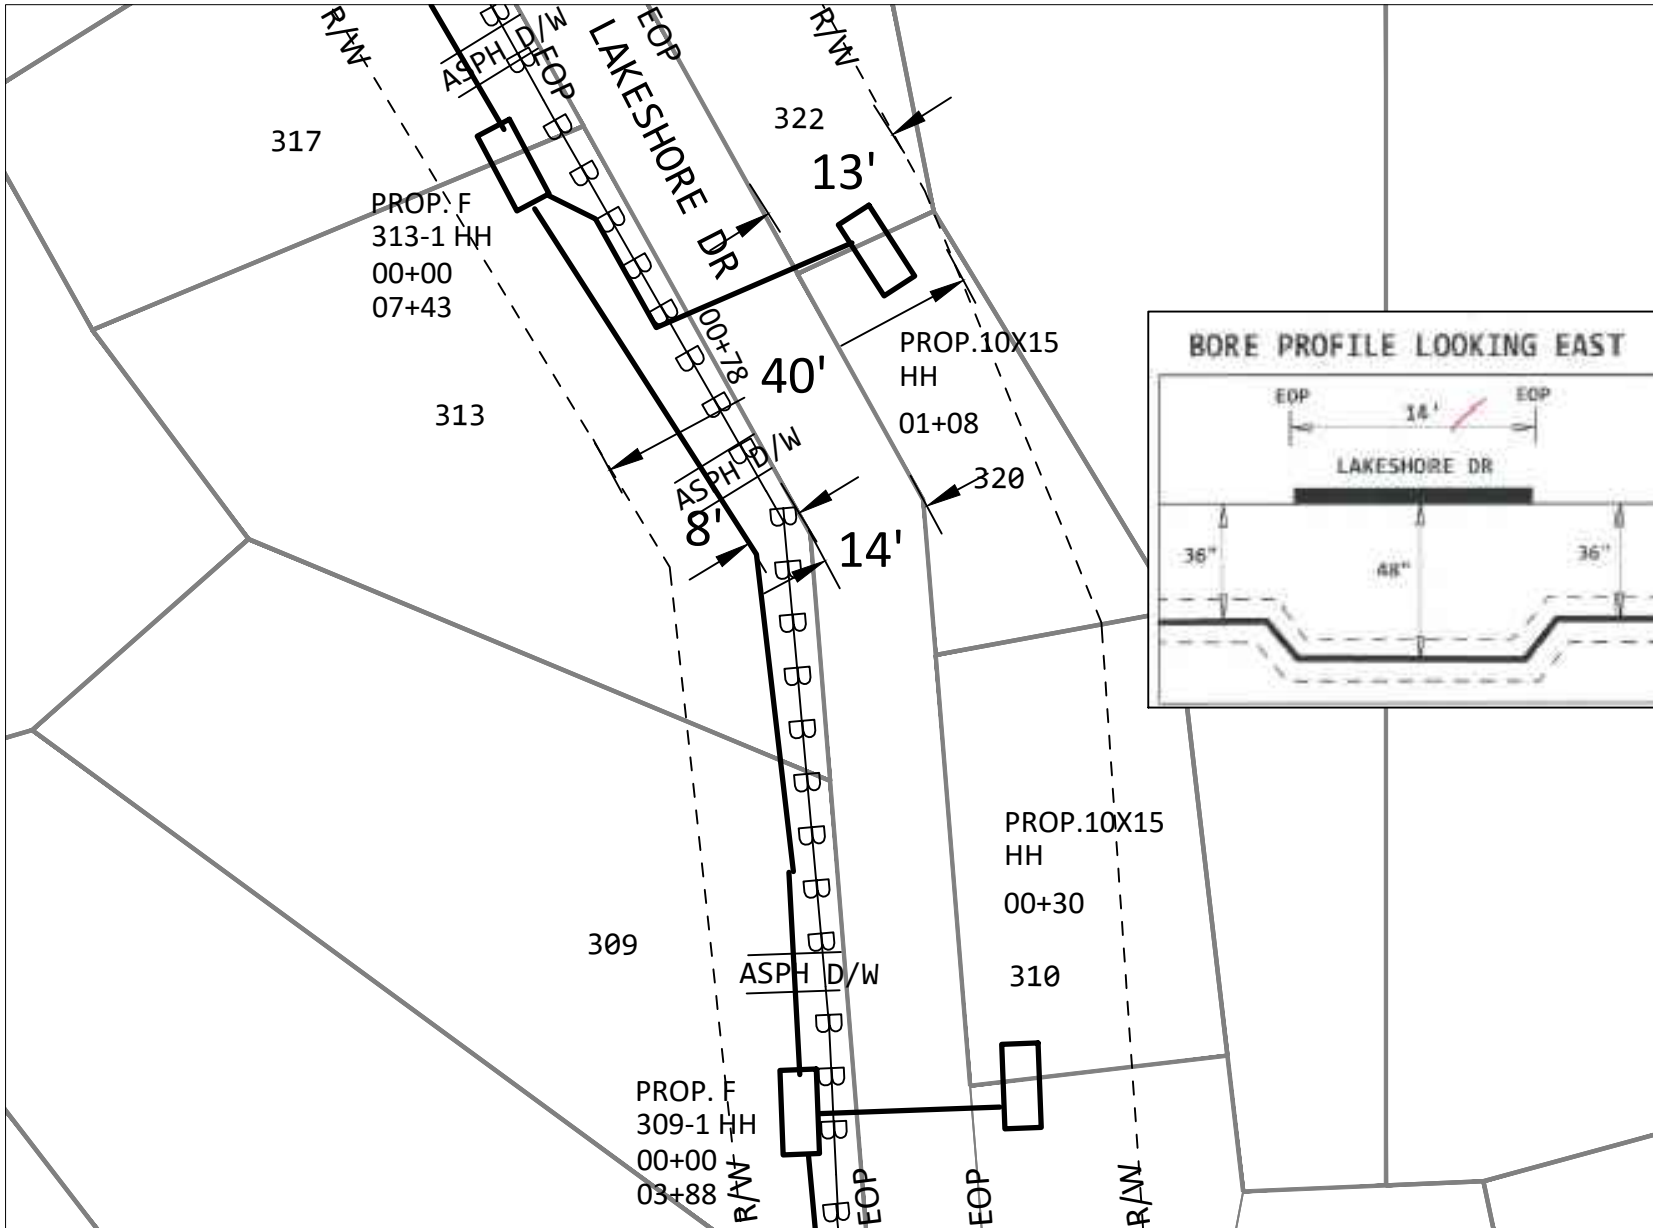 R/W
ASPH D/W
EOP
EOP
LAKESHORE DR
R/W
317
322
13'
PROP. F
313-1 HH
00+00
07+43
00+78
40'
PROP.10X15
HH
01+08
313
ASPH D/W
320
8'
14'
BORE PROFILE LOOKING EAST
EOP
EOP
14'
LAKESHORE DR
36"
48"
36"
B B B B B B B B B B B B B B B B B B B B B B B B
PROP.10X15
HH
00+30
309
ASPH D/W
310
PROP. F
309-1 HH
00+00
03+88
R/W
EOP
EOP
R/W